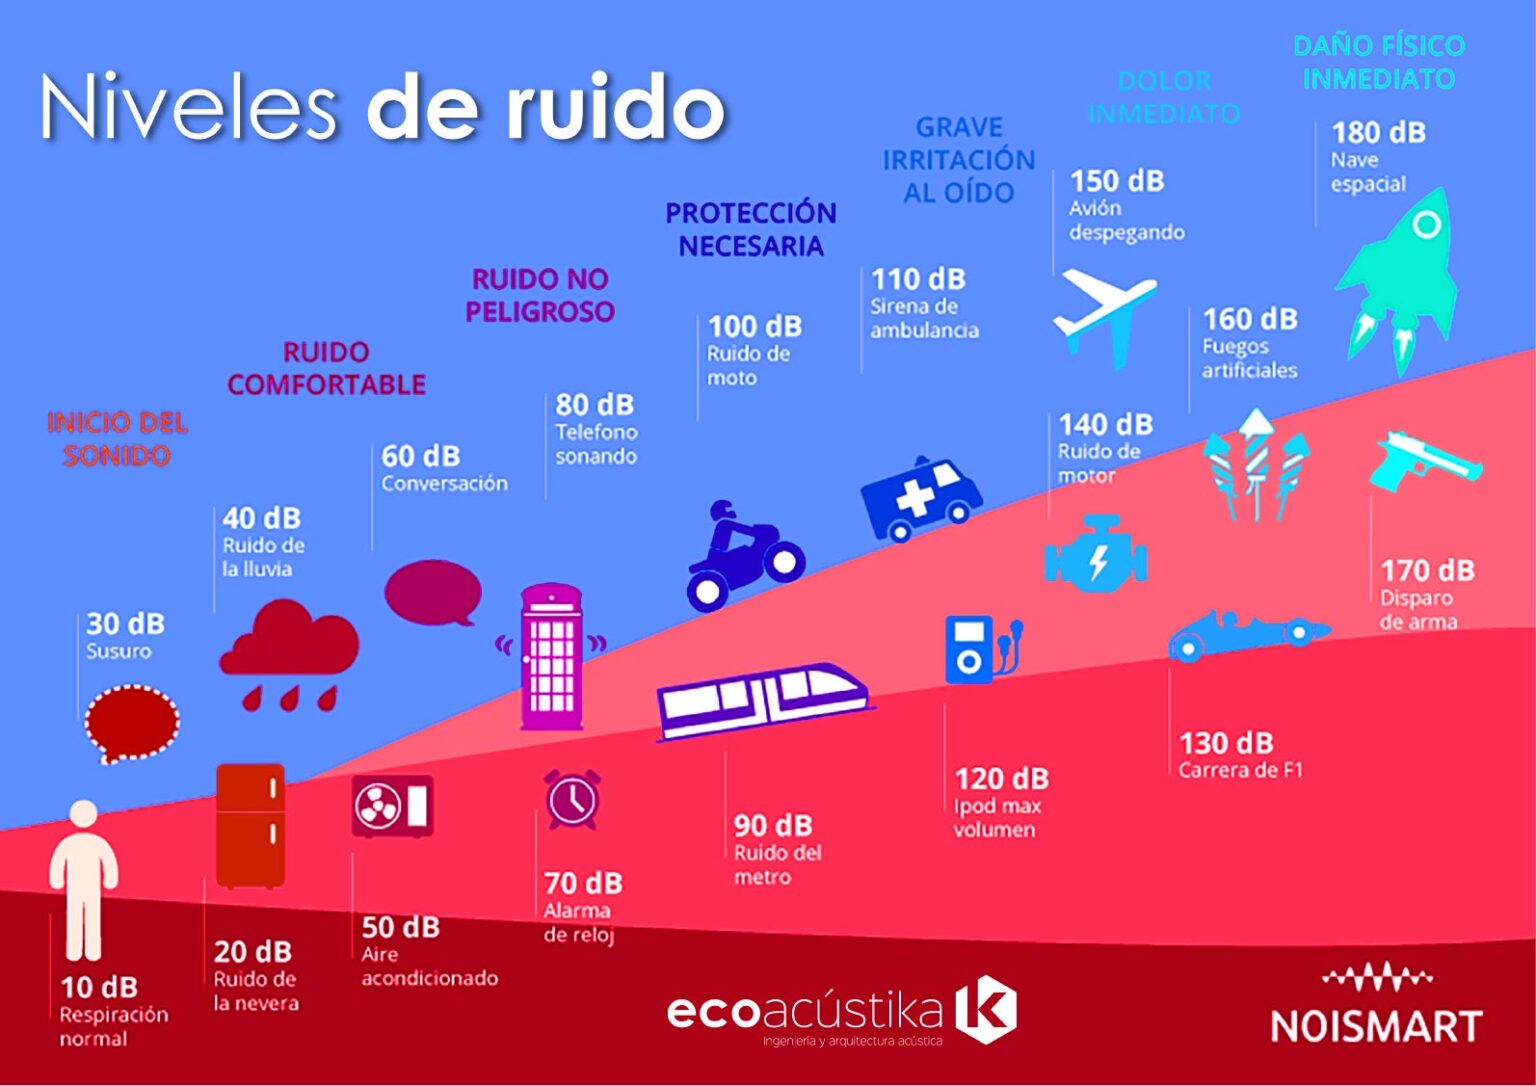 Niveles de ruido
INICIO DEL
SONIDO
RUIDO
COMFORTABLE
RUIDO NO
PELIGROSO
PROTECCIÓN
NECESARIA
GRAVE
IRRITACIÓN
AL OÍDO
DOLOR
INMEDIATO
DAÑO FÍSICO
INMEDIATO
10 dB
Respiración
normal
20 dB
Ruido de
la nevera
30 dB
Susuro
40 dB
Ruido de
la lluvia
50 dB
Aire
acondicionado
60 dB
Conversación
70 dB
Alarma
de reloj
80 dB
Telefono
sonando
90 dB
Ruido del
metro
100 dB
Ruido de
moto
110 dB
Sirena de
ambulancia
120 dB
Ipod max
volumen
130 dB
Carrera de F1
140 dB
Ruido de
motor
150 dB
Avión
despegando
160 dB
Fuegos
artificiales
170 dB
Disparo
de arma
180 dB
Nave
espacial
ecoacústika K
Ingeniería y arquitectura acústica
NOISMART